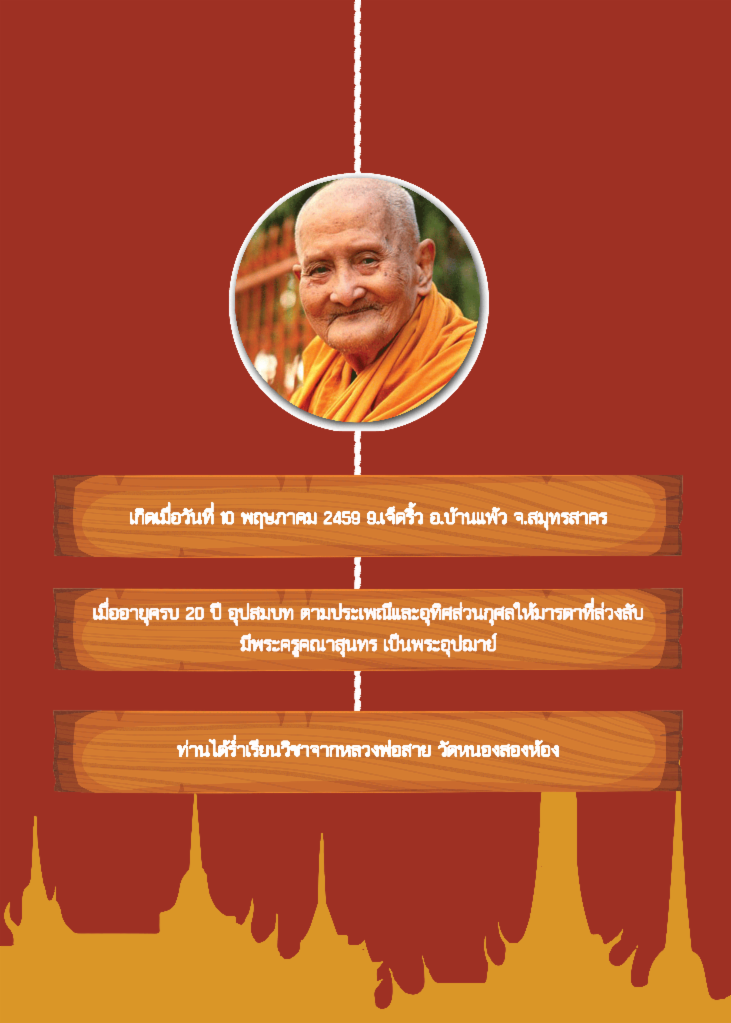 เกิดเมื่อวันที่ 10 พฤษภาคม 2459 ต.เจ็ดริ้ว อ.บ้านแพ้ว จ.สมุทรสาคร
เมื่ออายุครบ 20 ปี อุปสมบท ตามประเพณีและอุทิศส่วนกุศลให้มารดาที่ล่วงลับ
มีพระครูคณาสุนทร เป็นพระอุปฌาย์
ท่านได้ร่ำเรียนวิชาจากหลวงพ่อสาย วัดหนองสองห้อง